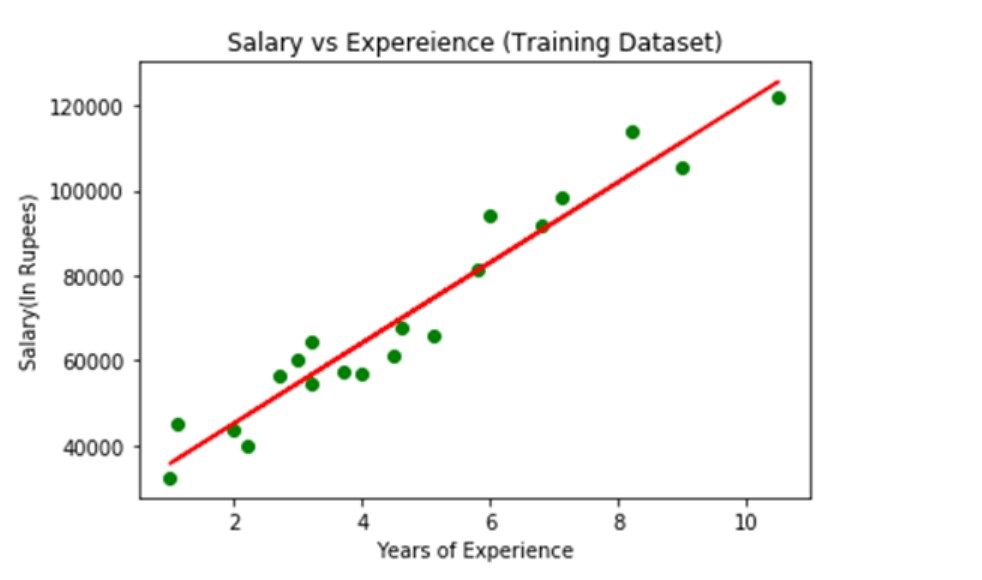 Salary vs Expereience (Training Dataset)
120000
100000
80000
60000
40000
Salary(In Rupees)
2 4 6 8 10
Years of Experience